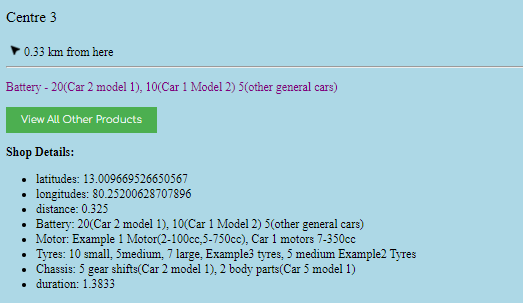 Centre 3
0.33 km from here
Battery - 20(Car 2 model 1), 10(Car 1 Model 2) 5(other general cars)
View All Other Products
Shop Details:
latitudes: 13.009669526650567
longitudes: 80.25200628707896
distance: 0.325
Battery: 20(Car 2 model 1), 10(Car 1 Model 2) 5(other general cars)
Motor: Example 1 Motor(2-100cc,5-750cc), Car 1 motors 7-350cc
Tyres: 10 small, 5medium, 7 large, Example3 tyres, 5 medium Example2 Tyres
Chassis: 5 gear shifts(Car 2 model 1), 2 body parts(Car 5 model 1)
duration: 1.3833